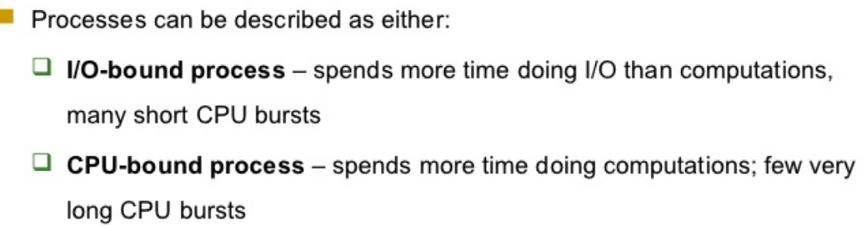 Processes can be described as either:
I/O-bound process – spends more time doing I/O than computations,
many short CPU bursts
CPU-bound process – spends more time doing computations; few very
long CPU bursts